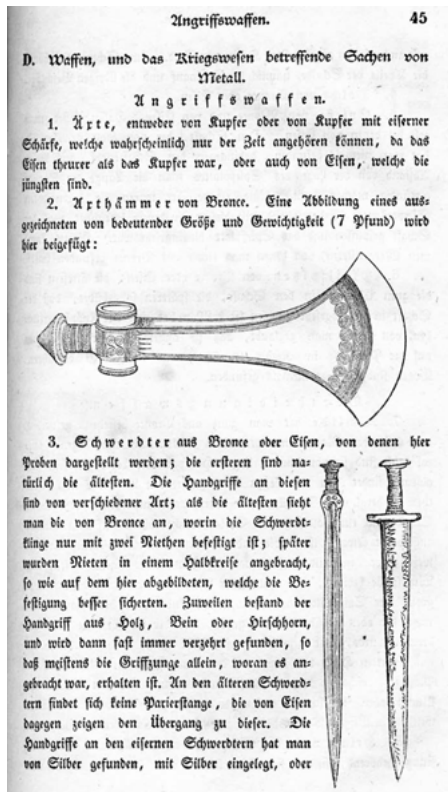 Angriffswaffen. 45
D. Waffen, und das Kriegswesen betreffende Sachen von
Metall.
Angriffswaffen.
1. Äxte, entweder von Kupfer oder von Kupfer mit eiserner
Schärfe, welche wahrscheinlich nur der Zeit angehören können, da das
Eisen theurer als das Kupfer war, oder auch von Eisen, welche die
jüngsten sind.
2. Axthämmer von Bronce. Eine Abbildung eines aus-
gezeichneten von bedeutender Größe und Gewichtigkeit (7 Pfund) wird
hier beigefügt:
3. Schwerdter aus Bronce oder Eisen, von denen hier
Proben dargestellt werden; die ersteren sind na-
türlich die ältesten. Die Handgriffe an diesen
sind von verschiedener Art; als die ältesten sieht
man die von Bronce an, worin die Schwerdt-
klinge nur mit zwei Niethen befestigt ist; später
wurden Nieten in einem Halbkreise angebracht,
so wie auf dem hier abgebildeten, welche die Be-
festigung besser sicherten. Zuweilen bestand der
Handgriff aus Holz, Bein oder Hirschhorn,
und wird dann fast immer verzehrt gefunden, so
daß meistens die Griffzunge allein, woran es an-
gebracht war, erhalten ist. An den älteren Schwerd-
tern findet sich keine Parierstange, die von Eisen
dagegen zeigen den Übergang zu dieser. Die
Handgriffe an den eisernen Schwerdtern hat man
von Silber gefunden, mit Silber eingelegt, oder